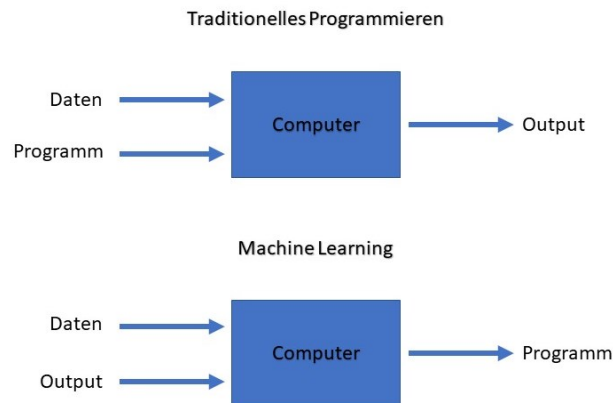 Traditionelles Programmieren
Daten
Computer
Output
Programm
Machine Learning
Daten
Computer
Programm
Output